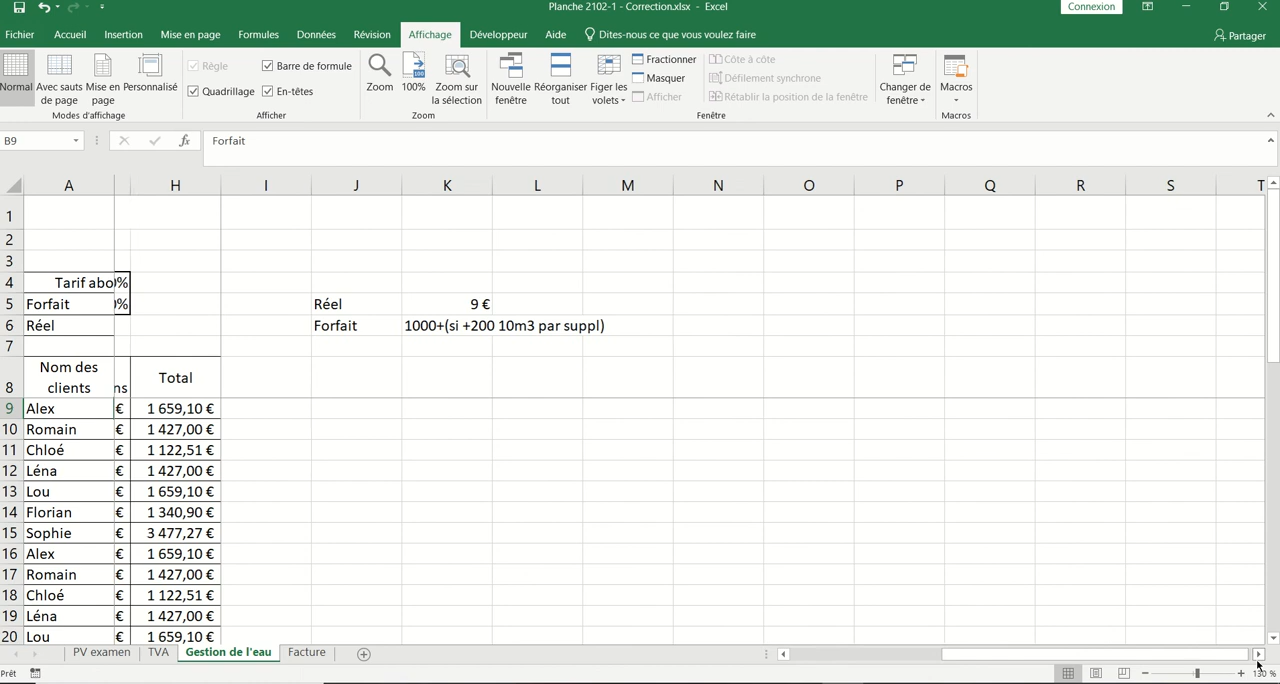 Planche 2102-1 - Correction.xlsx - Excel
Connexion
Fichier Accueil Insertion Mise en page Formules Données Révision Affichage Développeur Aide Dites-nous ce que vous voulez faire Partager
Normal Avec sauts de page Mise en page Personnalisé
Modes d'affichage
Règle Barre de formule
Quadrillage En-têtes
Afficher
Zoom 100% Zoom sur la sélection
Zoom
Nouvelle fenêtre Réorganiser tout Figer les volets
Fractionner
Masquer
Afficher
Côte à côte
Défilement synchrone
Rétablir la position de la fenêtre
Changer de fenêtre
Fenêtre
Macros
Macros
B9 fx Forfait
A H I J K L M N O P Q R S T
1
2
3
4 Tarif abo 0%
5 Forfait 0% Réel 9 €
6 Réel Forfait 1000+(si +200 10m3 par suppl)
7
8 Nom des clients ns Total
9 Alex € 1 659,10 €
10 Romain € 1 427,00 €
11 Chloé € 1 122,51 €
12 Léna € 1 427,00 €
13 Lou € 1 659,10 €
14 Florian € 1 340,90 €
15 Sophie € 3 477,27 €
16 Alex € 1 659,10 €
17 Romain € 1 427,00 €
18 Chloé € 1 122,51 €
19 Léna € 1 427,00 €
20 Lou € 1 659,10 €
PV examen TVA Gestion de l'eau Facture
Prêt 130 %